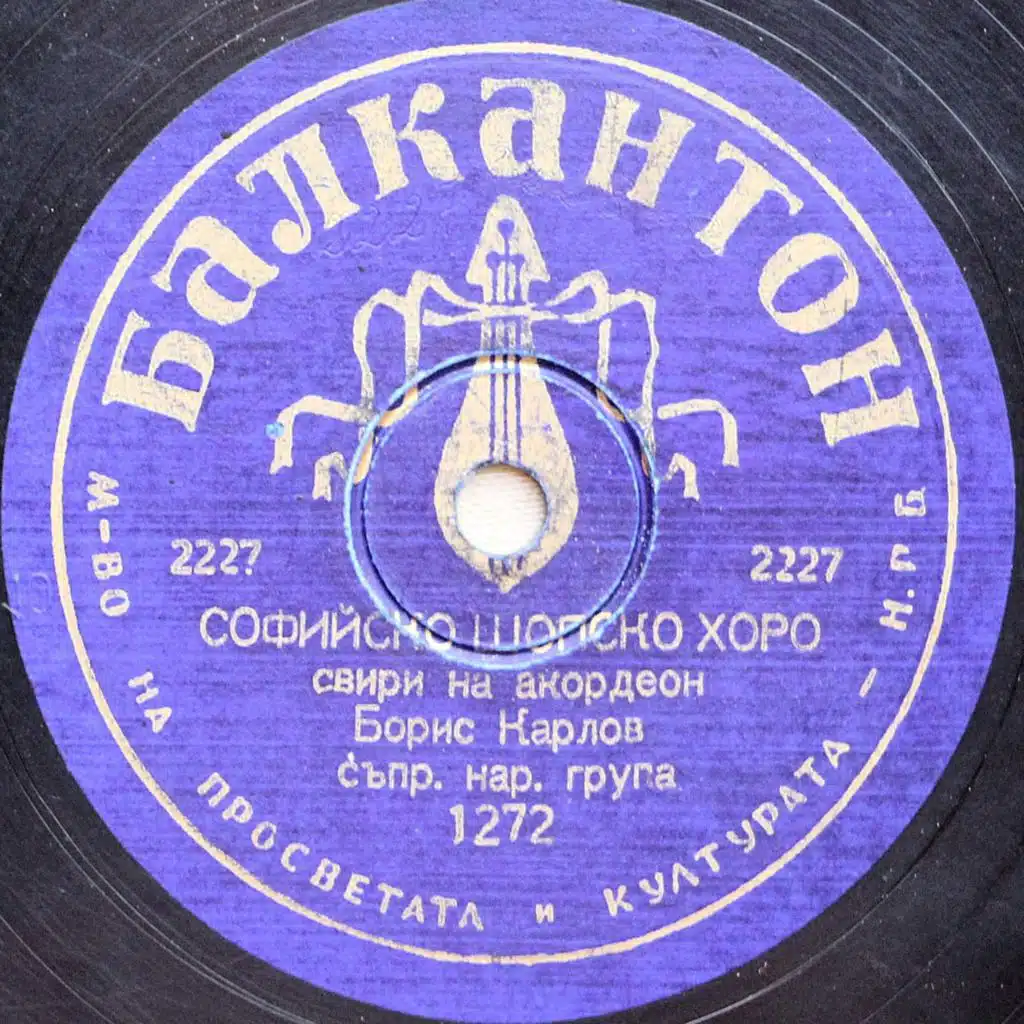 Балкантон
2227 2227
СОФИЙСКО ШОПСКО ХОРО
свири на акордеон
Борис Карлов
съпр. нар. група
1272
М-ВО НА ПРОСВЕТАТА И КУЛТУРАТА – Н.Р.Б